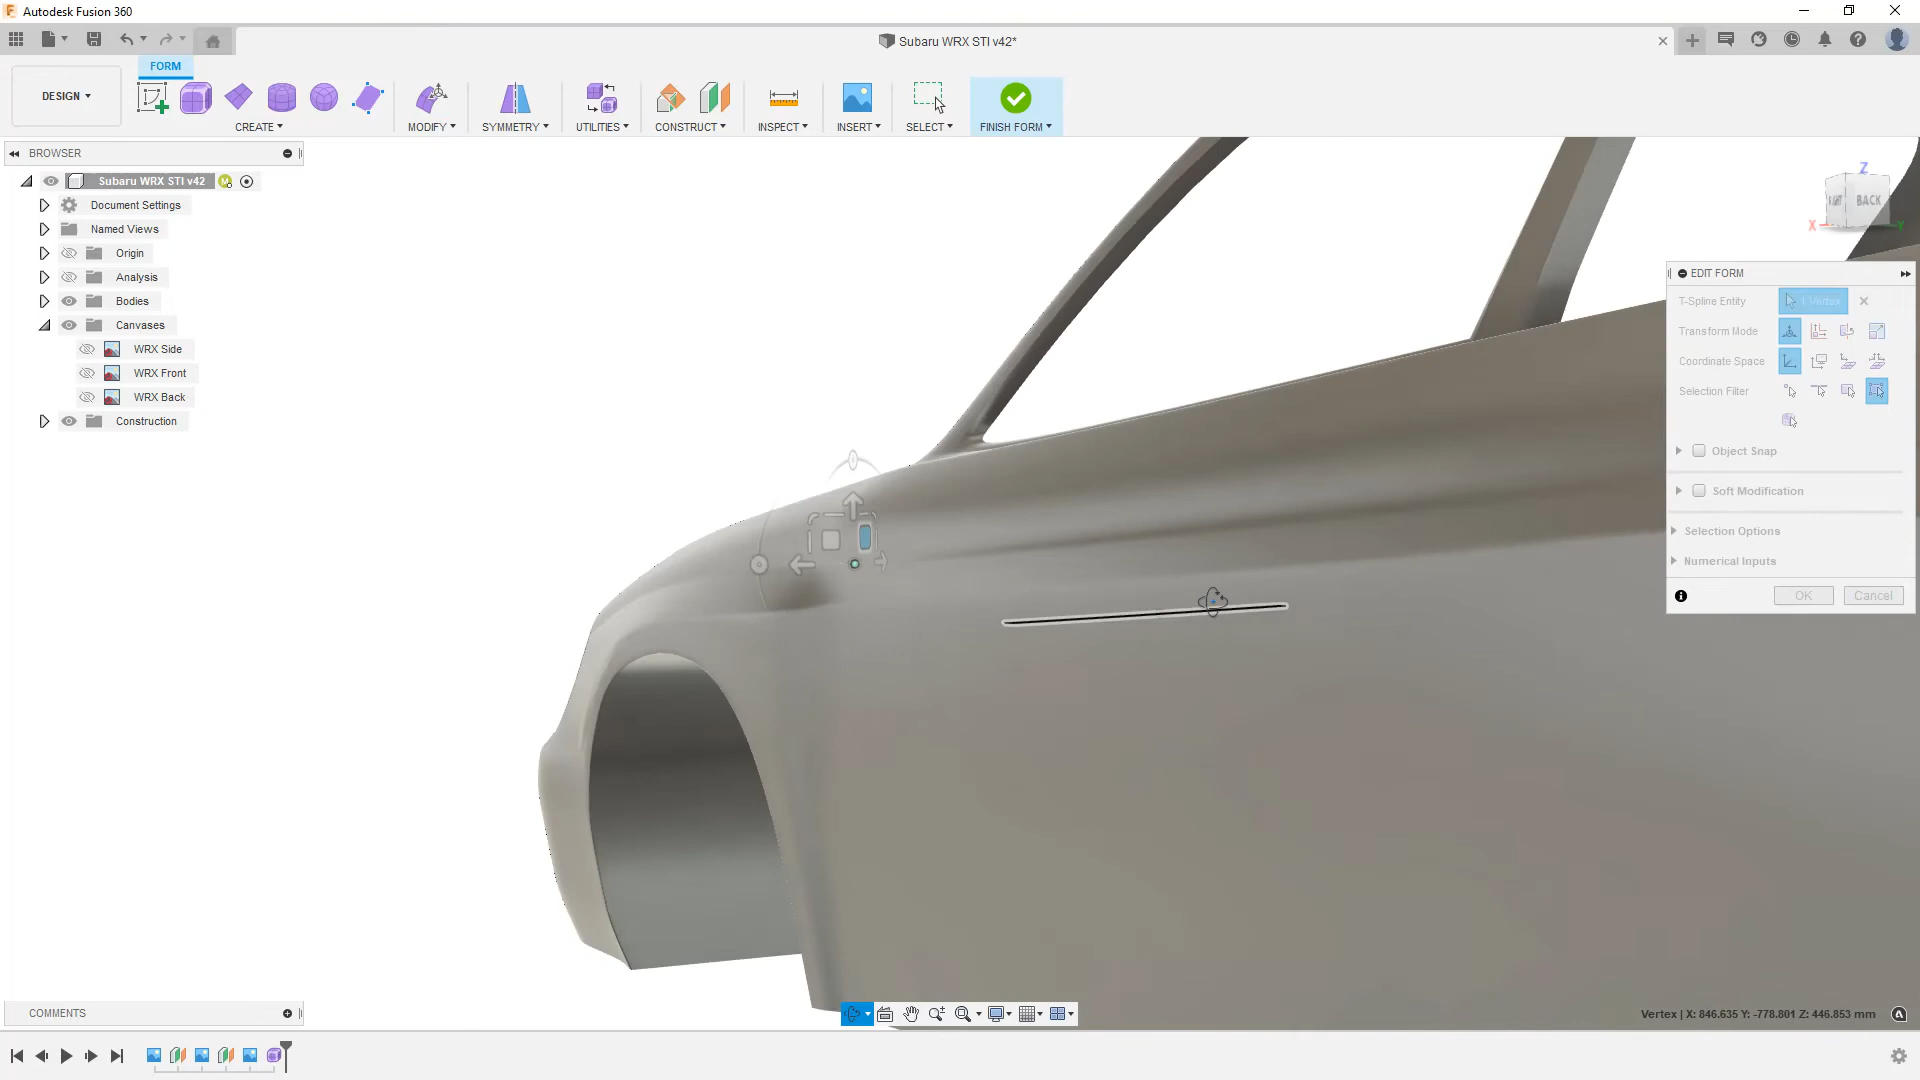 Autodesk Fusion 360
Subaru WRX STI v42*
FORM
DESIGN
CREATE
MODIFY
SYMMETRY
UTILITIES
CONSTRUCT
INSPECT
INSERT
SELECT
FINISH FORM
BROWSER
Subaru WRX STI v42
Document Settings
Named Views
Origin
Analysis
Bodies
Canvases
WRX Side
WRX Front
WRX Back
Construction
Z
BACK
X
Y
EDIT FORM
T-Spline Entity
1 Vertex
Transform Mode
Coordinate Space
Selection Filter
Object Snap
Soft Modification
Selection Options
Numerical Inputs
OK
Cancel
COMMENTS
Vertex | X: 846.635 Y: -778.801 Z: 446.853 mm